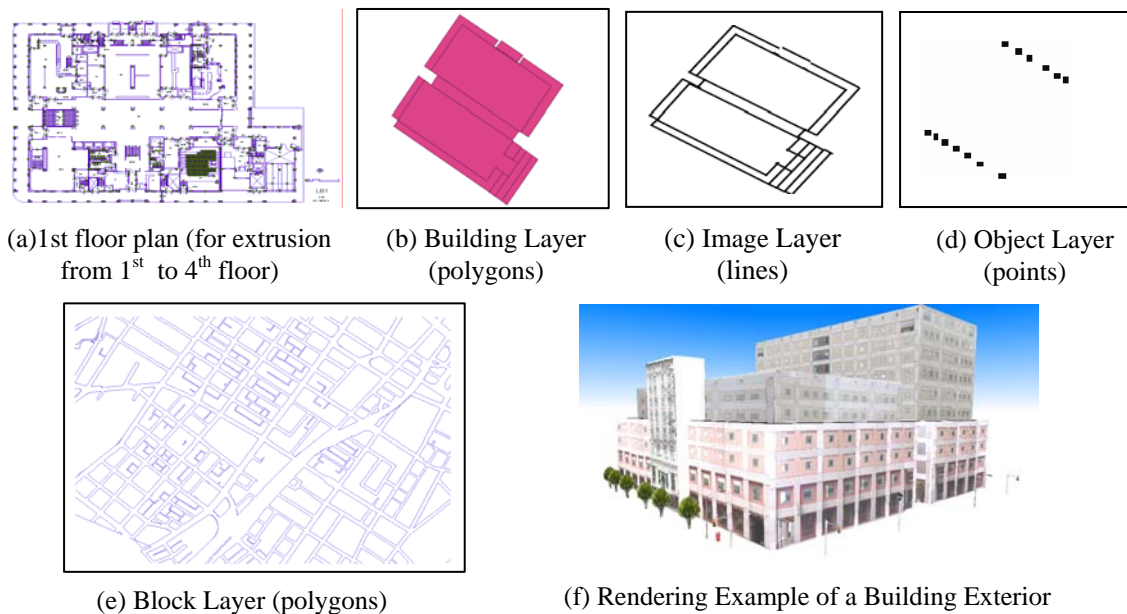 (a)1st floor plan (for extrusion
from 1st to 4th floor)
(b) Building Layer
(polygons)
(c) Image Layer
(lines)
(d) Object Layer
(points)
(e) Block Layer (polygons)
(f) Rendering Example of a Building Exterior